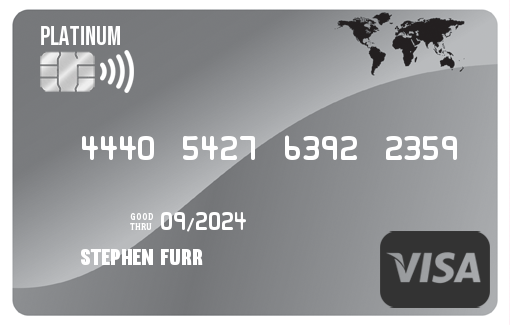 PLATINUM
4440 5427 6392 2359
GOOD
THRU 09/2024
STEPHEN FURR
VISA